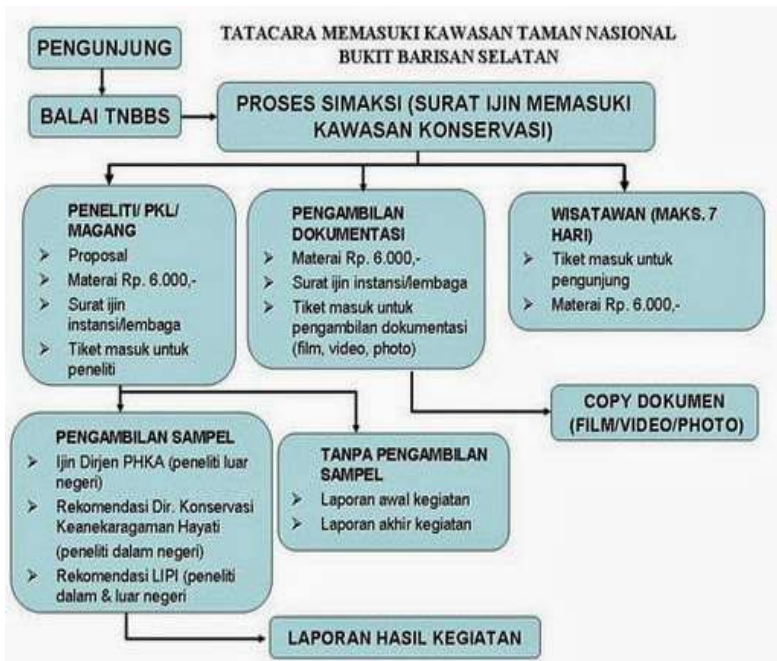 TATACARA MEMASUKI KAWASAN TAMAN NASIONAL
BUKIT BARISAN SELATAN
PENGUNJUNG
BALAI TNBBS
PROSES SIMAKSI (SURAT IJIN MEMASUKI
KAWASAN KONSERVASI)
PENELITI/ PKL/
MAGANG
➤ Proposal
➤ Materai Rp. 6.000,-
➤ Surat ijin
instansi/lembaga
➤ Tiket masuk untuk
peneliti
PENGAMBILAN
DOKUMENTASI
➤ Materai Rp. 6.000,-
➤ Surat ijin instansi/lembaga
➤ Tiket masuk untuk
pengambilan dokumentasi
(film, video, photo)
WISATAWAN (MAKS. 7
HARI)
➤ Tiket masuk untuk
pengunjung
➤ Materai Rp. 6.000,-
COPY DOKUMEN
(FILM/VIDEO/PHOTO)
PENGAMBILAN SAMPEL
➤ Ijin Dirjen PHKA (peneliti luar
negeri)
➤ Rekomendasi Dir. Konservasi
Keanekaragaman Hayati
(peneliti dalam negeri)
➤ Rekomendasi LIPI (peneliti
dalam & luar negeri
TANPA PENGAMBILAN
SAMPEL
➤ Laporan awal kegiatan
➤ Laporan akhir kegiatan
LAPORAN HASIL KEGIATAN